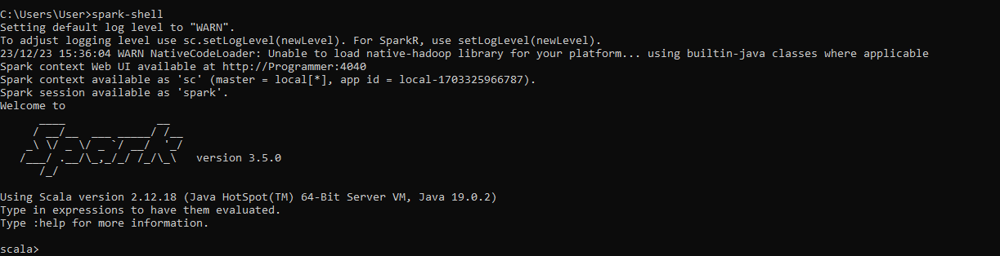 C:\Users\User>spark-shell
Setting default log level to "WARN".
To adjust logging level use sc.setLogLevel(newLevel). For SparkR, use setLogLevel(newLevel).
23/12/23 15:36:04 WARN NativeCodeLoader: Unable to load native-hadoop library for your platform... using builtin-java classes where applicable
Spark context Web UI available at http://Programmer:4040
Spark context available as 'sc' (master = local[*], app id = local-1703325966787).
Spark session available as 'spark'.
Welcome to
      ____              __
     / __/__  ___ _____/ /__
    _\ \/ _ \/ _ `/ __/  '_/
   /___/ .__/\_,_/_/ /_/\_\   version 3.5.0
      /_/
Using Scala version 2.12.18 (Java HotSpot(TM) 64-Bit Server VM, Java 19.0.2)
Type in expressions to have them evaluated.
Type :help for more information.
scala>